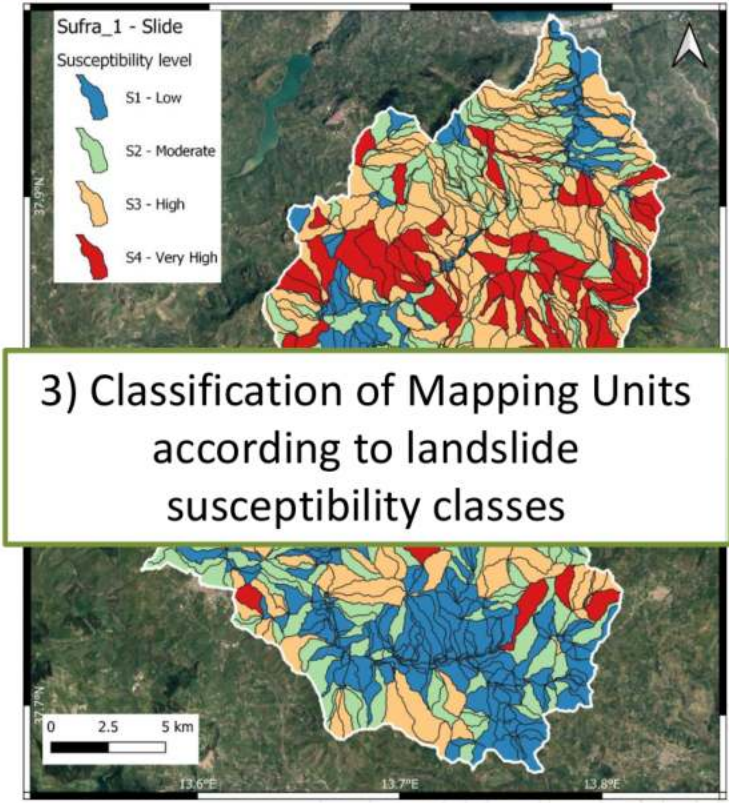 Sufra_1 - Slide
Susceptibility level
S1 - Low
S2 - Moderate
S3 - High
S4 - Very High
37.9°N
3) Classification of Mapping Units
according to landslide
susceptibility classes
37.7°N
0 2.5 5 km
13.6°E 13.7°E 13.8°E